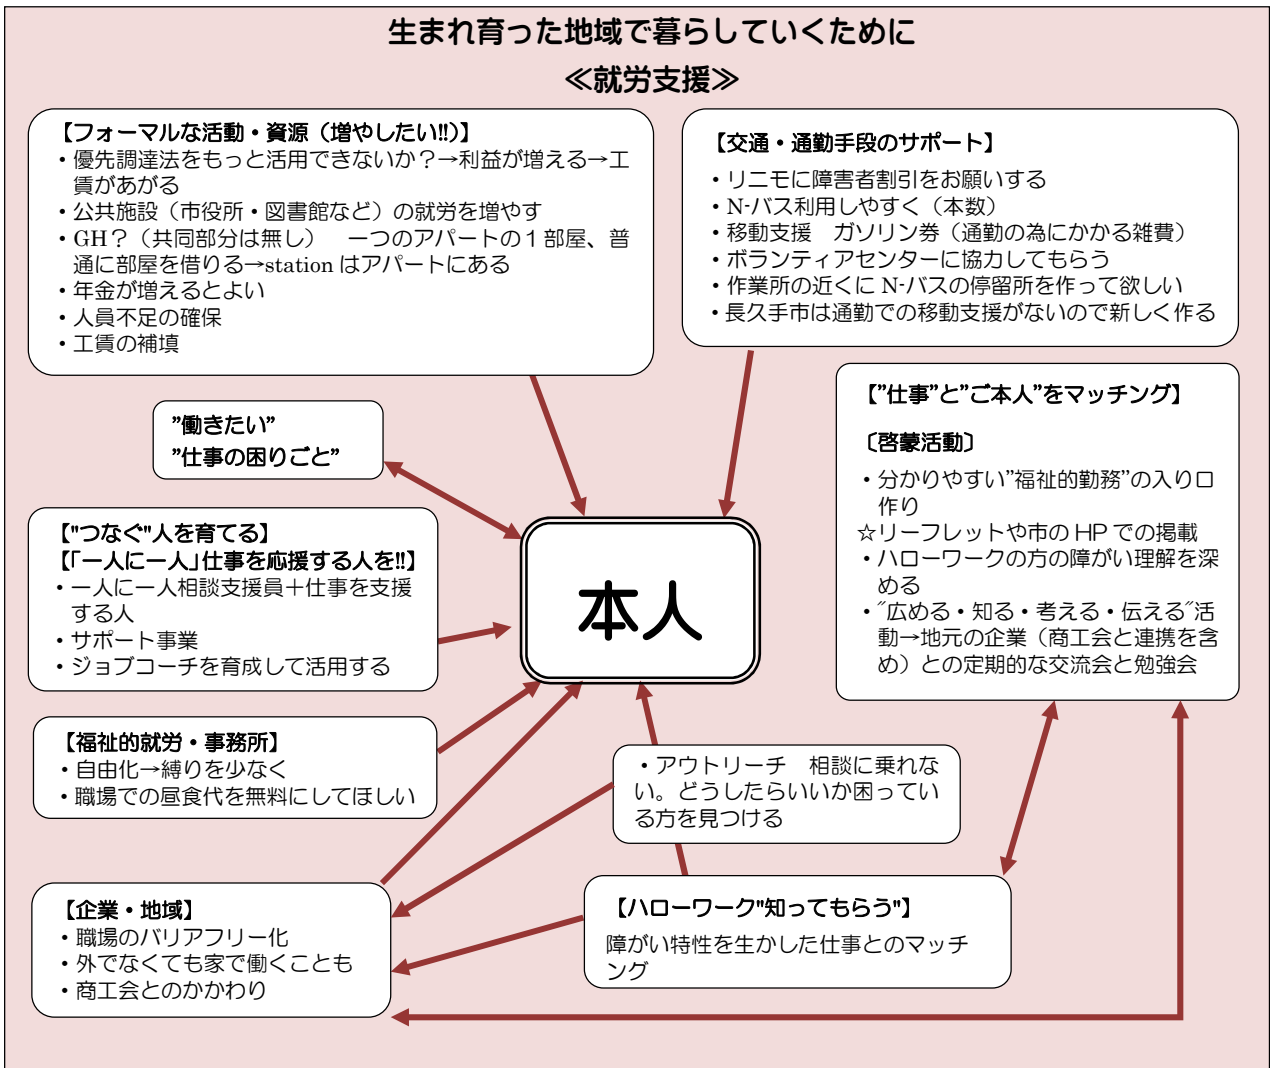 生まれ育った地域で暮らしていくために
≪就労支援≫
【フォーマルな活動・資源（増やしたい!!）】
・優先調達法をもっと活用できないか？→利益が増える→工
賃があがる
・公共施設（市役所・図書館など）の就労を増やす
・GH？（共同部分は無し）　一つのアパートの１部屋、普
通に部屋を借りる→station はアパートにある
・年金が増えるとよい
・人員不足の確保
・工賃の補填
【交通・通勤手段のサポート】
・リニモに障害者割引をお願いする
・N-バス利用しやすく（本数）
・移動支援　ガソリン券（通勤の為にかかる雑費）
・ボランティアセンターに協力してもらう
・作業所の近くに N-バスの停留所を作って欲しい
・長久手市は通勤での移動支援がないので新しく作る
”働きたい”
”仕事の困りごと”
【”仕事”と”ご本人”をマッチング】
〔啓蒙活動〕
・分かりやすい”福祉的勤務”の入り口
作り
☆リーフレットや市の HP での掲載
・ハローワークの方の障がい理解を深
める
・˝広める・知る・考える・伝える˝活
動→地元の企業（商工会と連携を含
め）との定期的な交流会と勉強会
【"つなぐ"人を育てる】
【「一人に一人」仕事を応援する人を!!】
・一人に一人相談支援員＋仕事を支援
する人
・サポート事業
・ジョブコーチを育成して活用する
本人
【福祉的就労・事務所】
・自由化→縛りを少なく
・職場での昼食代を無料にしてほしい
・アウトリーチ　相談に乗れな
い。どうしたらいいか困ってい
る方を見つける
【企業・地域】
・職場のバリアフリー化
・外でなくても家で働くことも
・商工会とのかかわり
【ハローワーク"知ってもらう"】
障がい特性を生かした仕事とのマッチ
ング